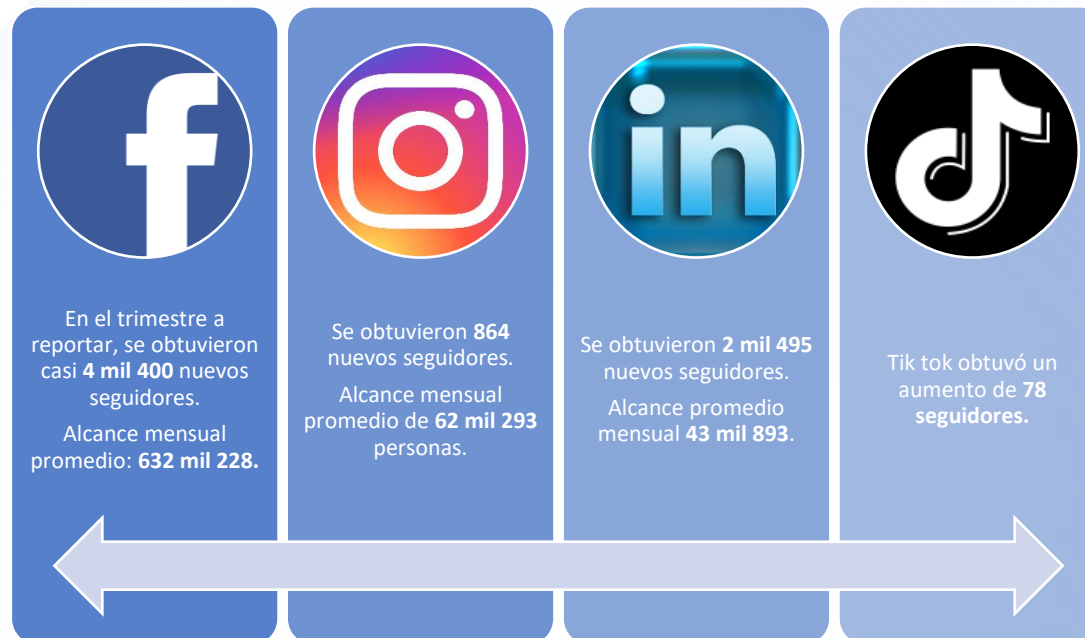 in
En el trimestre a
reportar, se obtuvieron
casi 4 mil 400 nuevos
seguidores.
Alcance mensual
promedio: 632 mil 228.
Se obtuvieron 864
nuevos seguidores.
Alcance mensual
promedio de 62 mil 293
personas.
Se obtuvieron 2 mil 495
nuevos seguidores.
Alcance promedio
mensual 43 mil 893.
Tik tok obtuvó un
aumento de 78
seguidores.